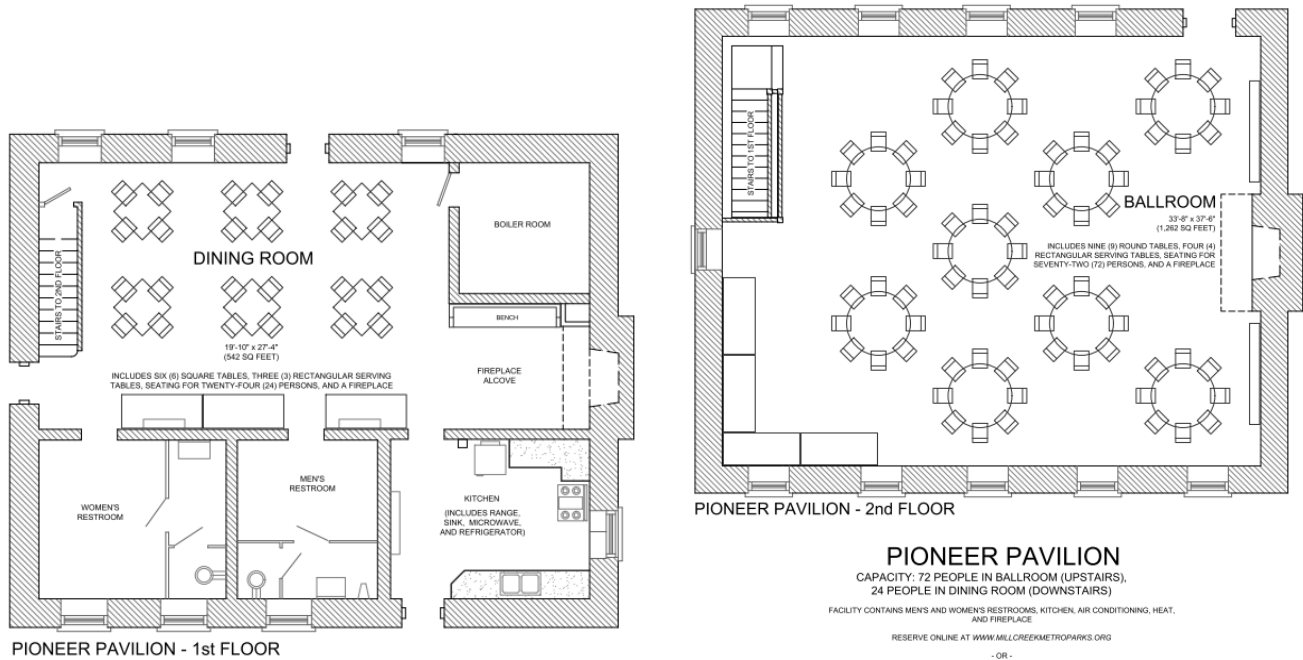 DINING ROOM
19'-10" x 27'-4"
(542 SQ FEET)
INCLUDES SIX (6) SQUARE TABLES, THREE (3) RECTANGULAR SERVING
TABLES, SEATING FOR TWENTY-FOUR (24) PERSONS, AND A FIREPLACE
STAIRS TO 2ND FLOOR
BOILER ROOM
BENCH
FIREPLACE
ALCOVE
WOMEN'S
RESTROOM
MEN'S
RESTROOM
KITCHEN
(INCLUDES RANGE,
SINK, MICROWAVE,
AND REFRIGERATOR)
PIONEER PAVILION - 1st FLOOR
STAIRS TO 1ST FLOOR
BALLROOM
33'-8" x 37'-6"
(1,262 SQ FEET)
INCLUDES NINE (9) ROUND TABLES, FOUR (4)
RECTANGULAR SERVING TABLES, SEATING FOR
SEVENTY-TWO (72) PERSONS, AND A FIREPLACE
PIONEER PAVILION - 2nd FLOOR
PIONEER PAVILION
CAPACITY: 72 PEOPLE IN BALLROOM (UPSTAIRS),
24 PEOPLE IN DINING ROOM (DOWNSTAIRS)
FACILITY CONTAINS MEN'S AND WOMEN'S RESTROOMS, KITCHEN, AIR CONDITIONING, HEAT,
AND FIREPLACE
RESERVE ONLINE AT WWW.MILLCREEKMETROPARKS.ORG
- OR -